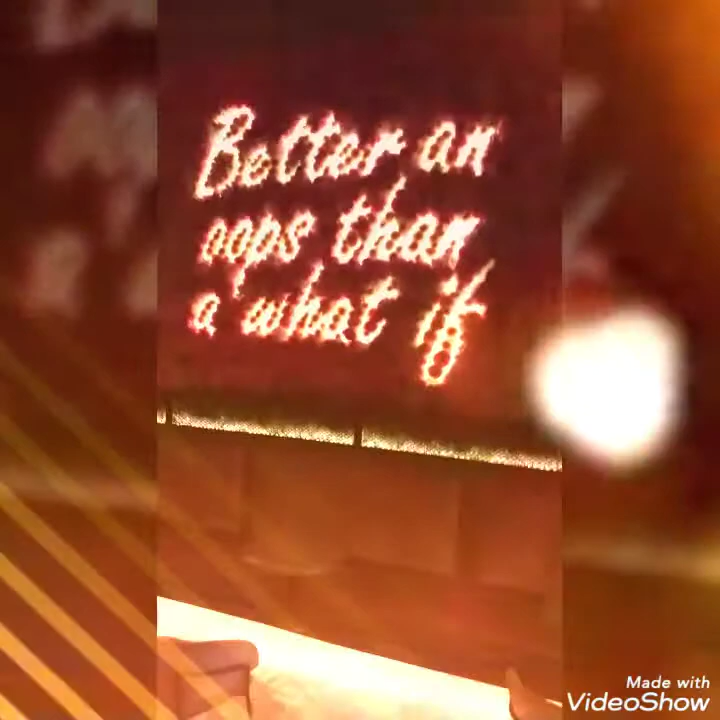 Better an
oops than
a 'what if
Made with
VideoShow